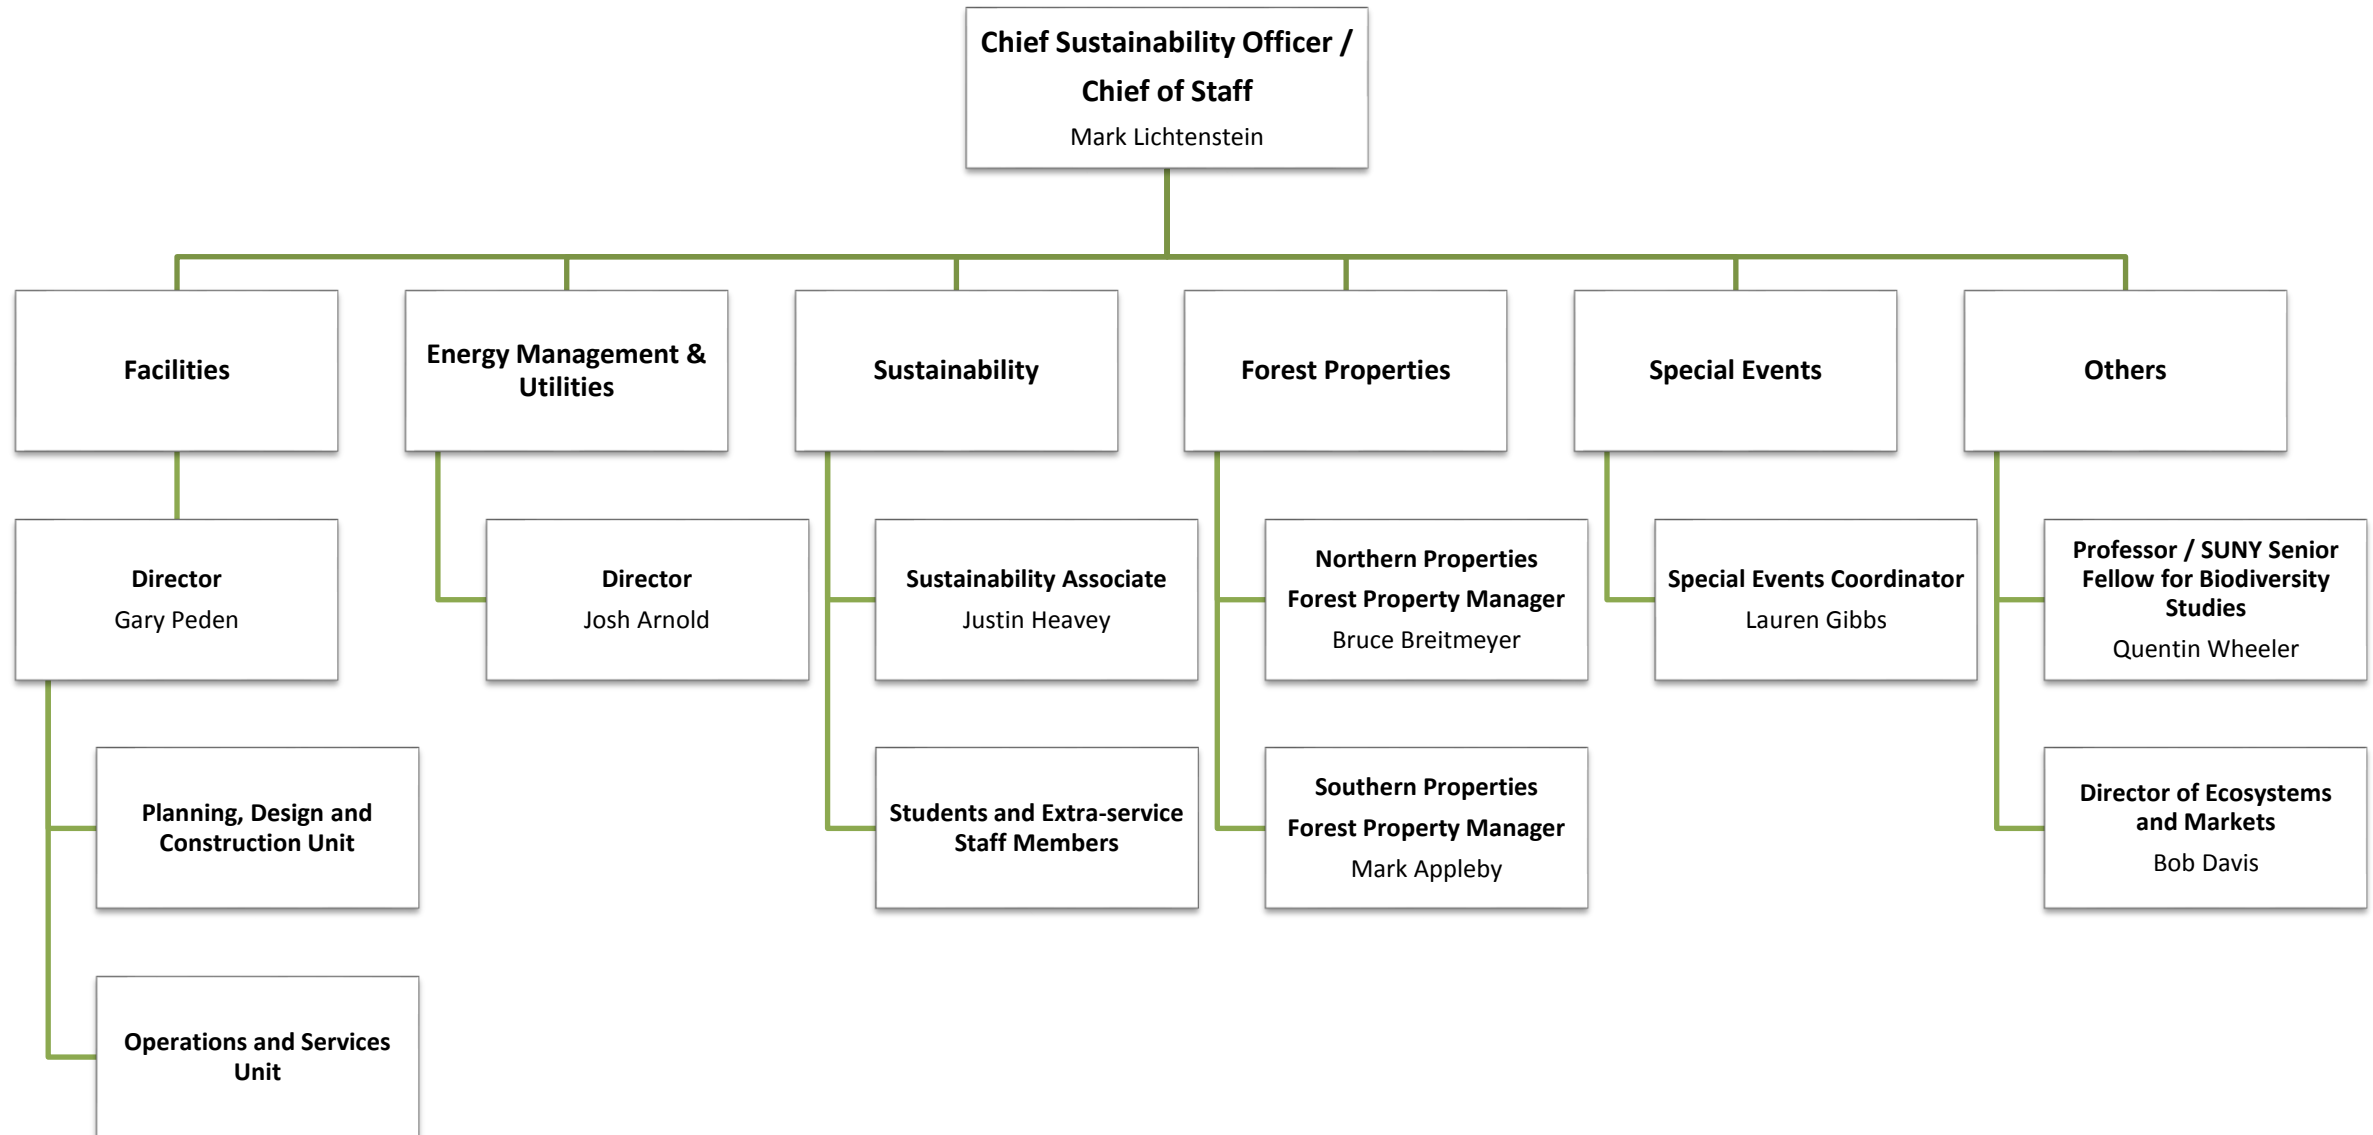 Chief Sustainability Officer /
Chief of Staff
Mark Lichtenstein
Facilities
Energy Management &
Utilities
Sustainability
Forest Properties
Special Events
Others
Director
Gary Peden
Director
Josh Arnold
Sustainability Associate
Justin Heavey
Northern Properties
Forest Property Manager
Bruce Breitmeyer
Special Events Coordinator
Lauren Gibbs
Professor / SUNY Senior
Fellow for Biodiversity
Studies
Quentin Wheeler
Planning, Design and
Construction Unit
Students and Extra-service
Staff Members
Southern Properties
Forest Property Manager
Mark Appleby
Director of Ecosystems
and Markets
Bob Davis
Operations and Services
Unit